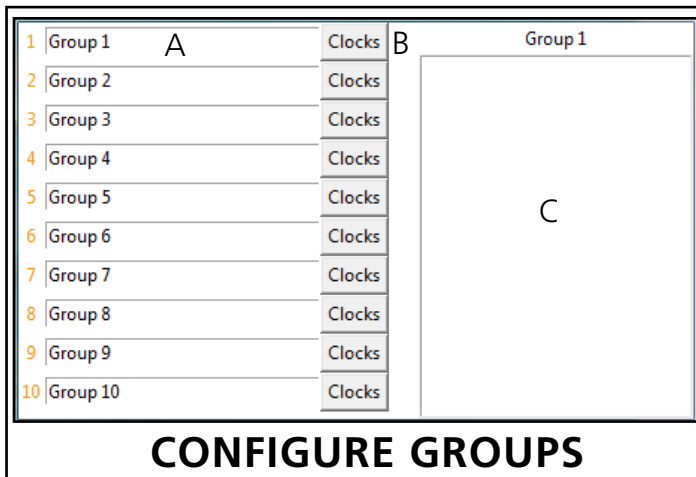 1 Group 1 A Clocks B Group 1
2 Group 2 Clocks
3 Group 3 Clocks
4 Group 4 Clocks
5 Group 5 Clocks
C
6 Group 6 Clocks
7 Group 7 Clocks
8 Group 8 Clocks
9 Group 9 Clocks
10 Group 10 Clocks
CONFIGURE GROUPS